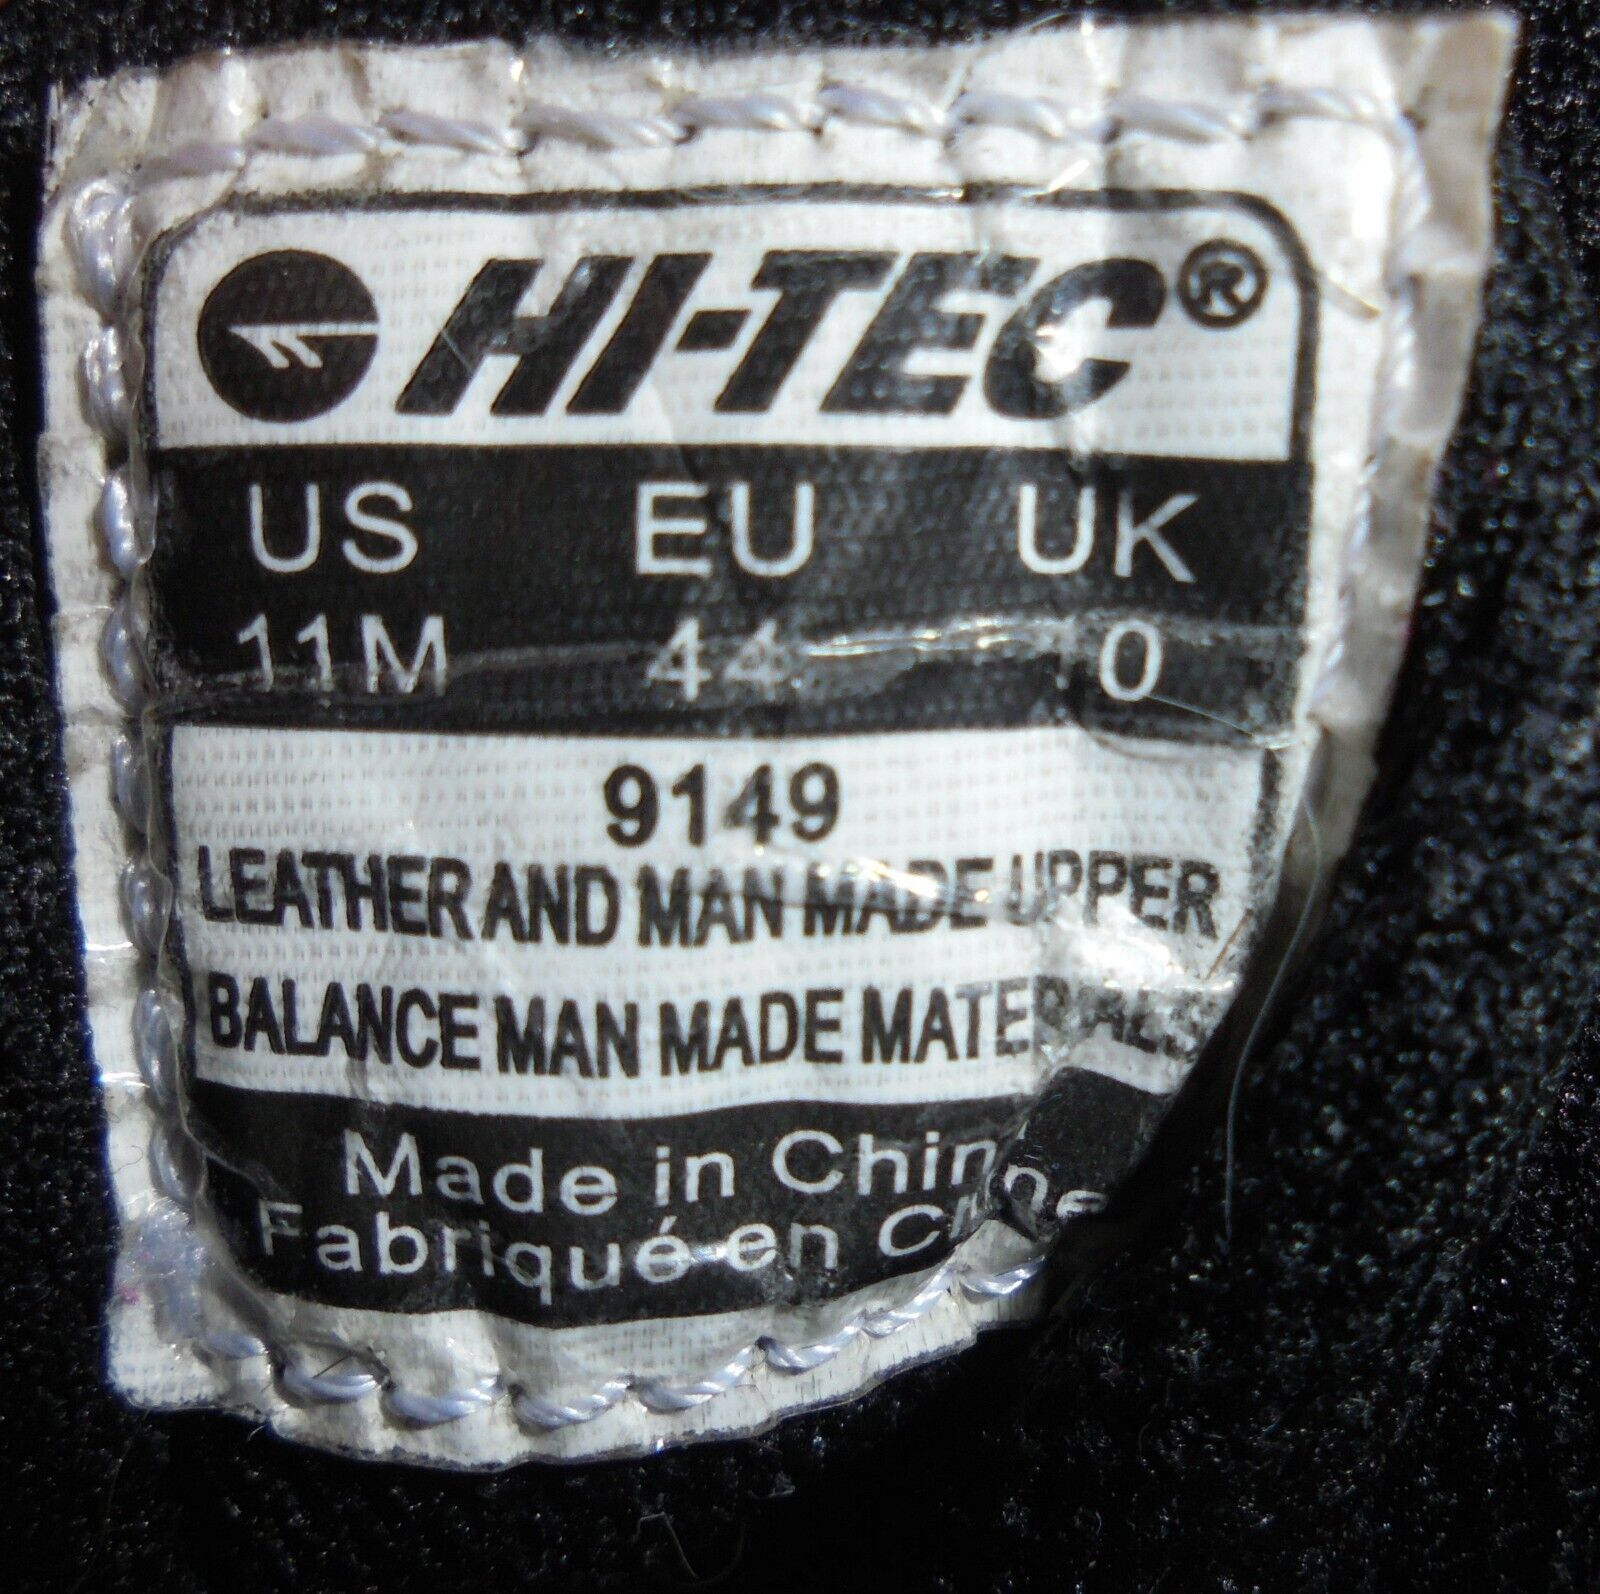 HI-TEC®
US EU UK
11M 44 10
9149
LEATHER AND MAN MADE UPPER
BALANCE MAN MADE MATERIALS
Made in China
Fabriqué en Chine